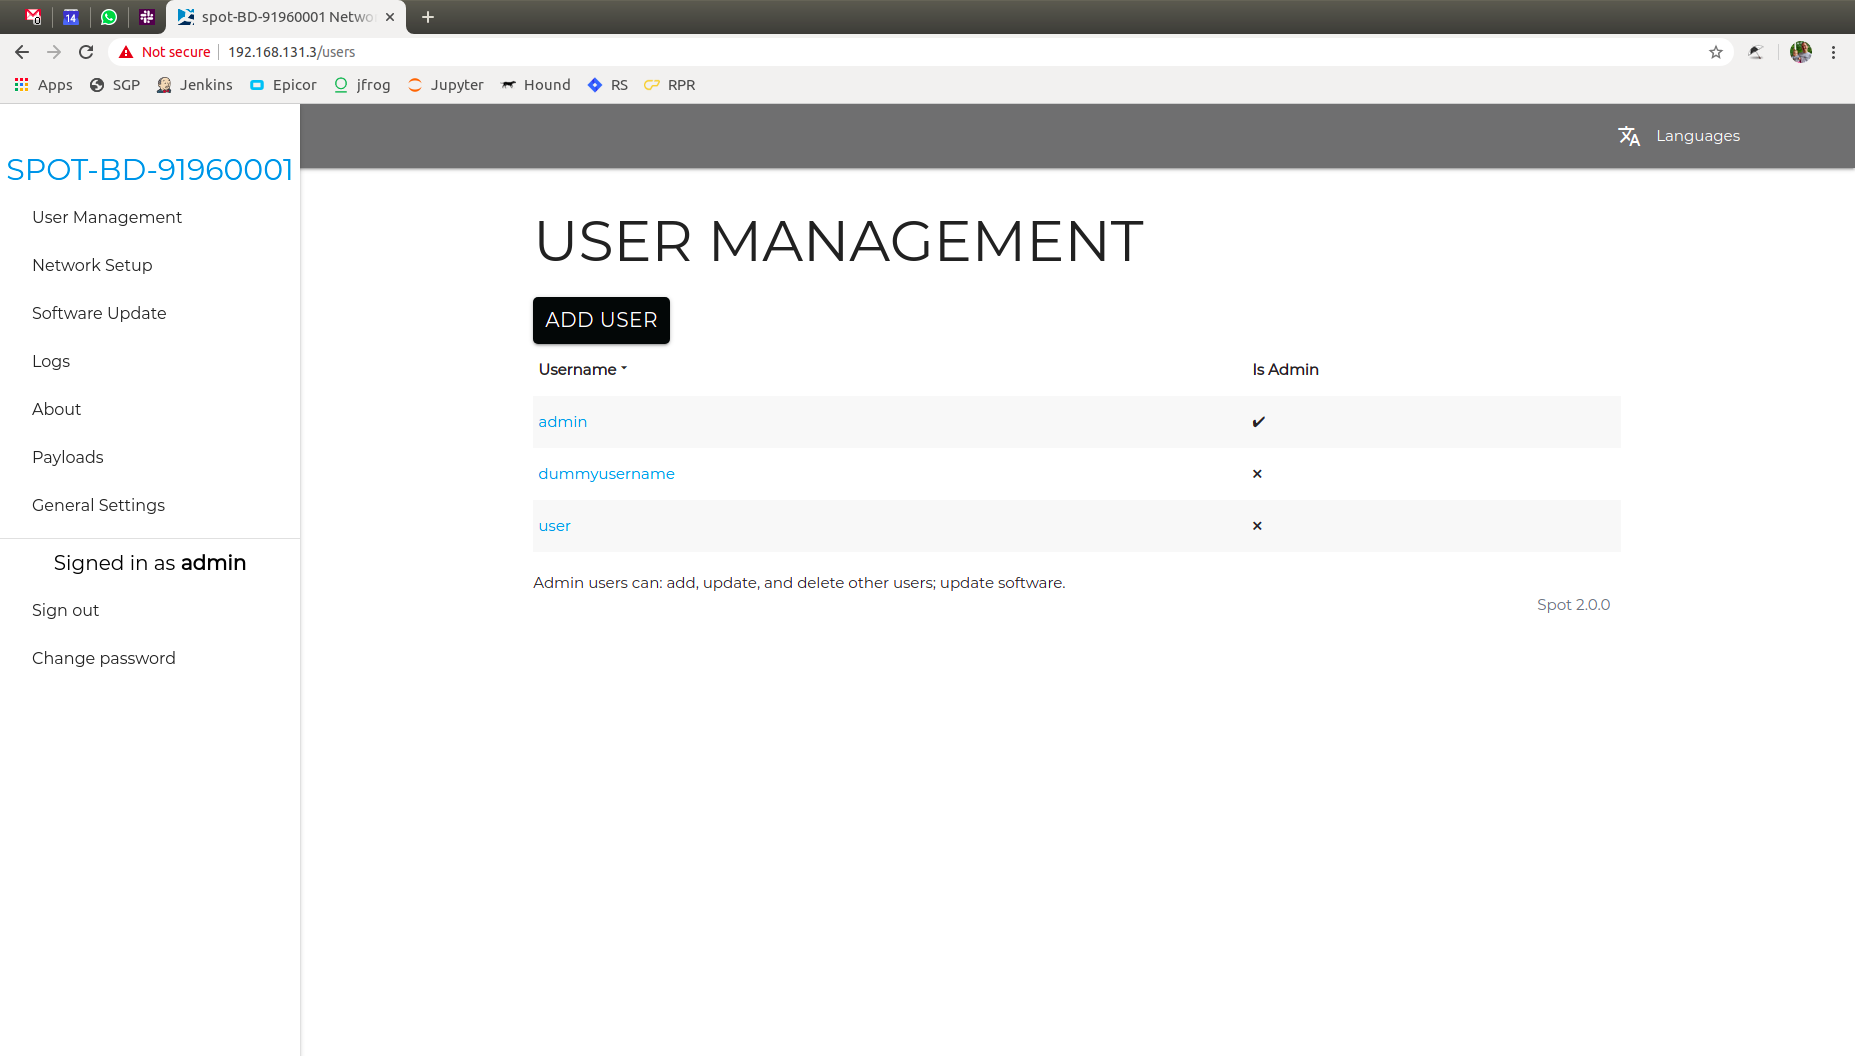 spot-BD-91960001 Netwo
Not secure
192.168.131.3/users
Apps
SGP
Jenkins
Epicor
jfrog
Jupyter
Hound
RS
RPR
Languages
SPOT-BD-91960001
User Management
Network Setup
Software Update
Logs
About
Payloads
General Settings
Signed in as admin
Sign out
Change password
USER MANAGEMENT
ADD USER
Username
Is Admin
admin
✔
dummyusername
×
user
×
Admin users can: add, update, and delete other users; update software.
Spot 2.0.0
0
14